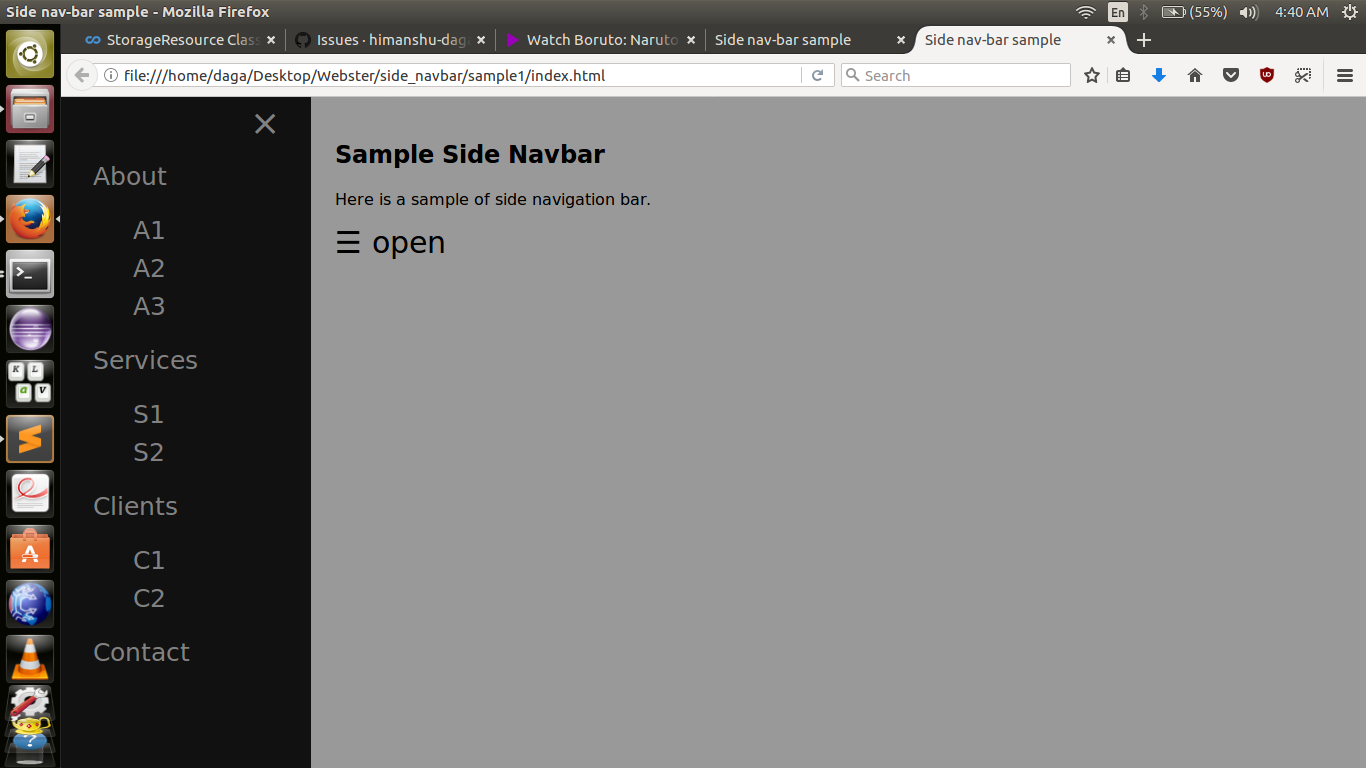 Side nav-bar sample - Mozilla Firefox
En (55%) 4:40 AM
StorageResource Clas
Issues · himanshu-dag
Watch Boruto: Naruto
Side nav-bar sample
Side nav-bar sample
file:///home/daga/Desktop/Webster/side_navbar/sample1/index.html
Search
×
About
A1
A2
A3
Services
S1
S2
Clients
C1
C2
Contact
Sample Side Navbar
Here is a sample of side navigation bar.
☰ open